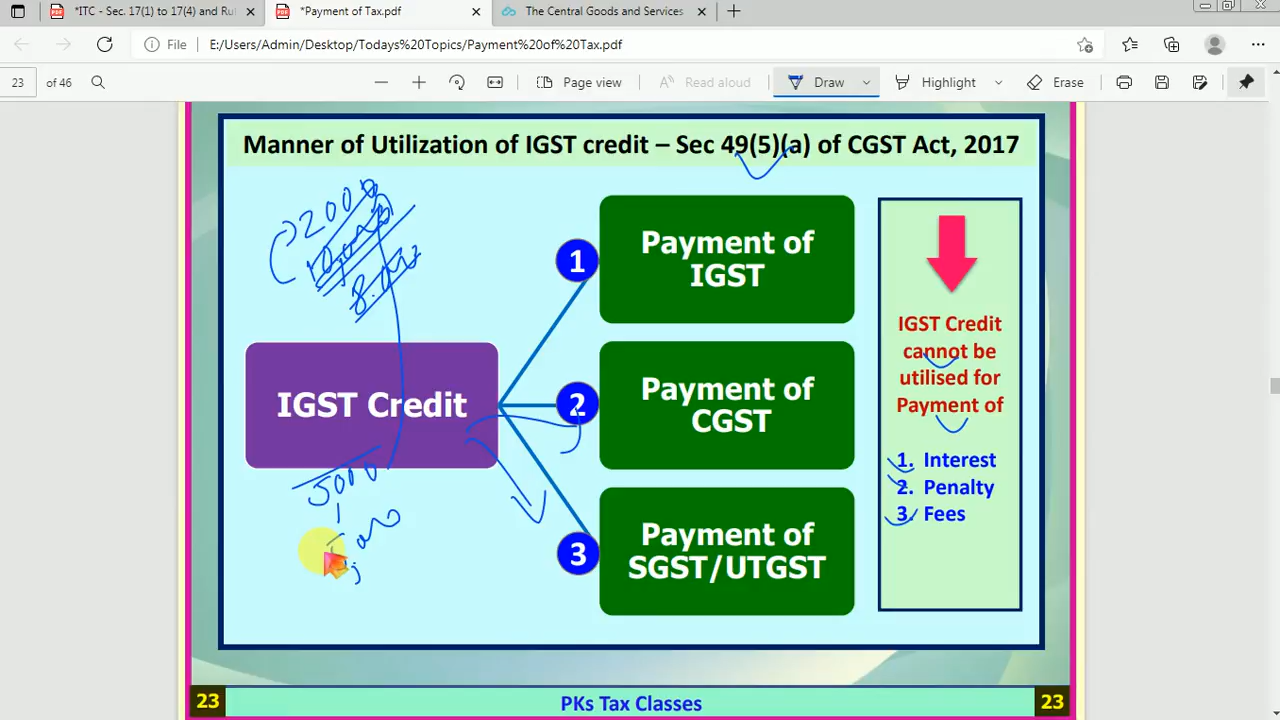 *ITC - Sec. 17(1) to 17(4) and Ru
*Payment of Tax.pdf
The Central Goods and Services
File
E:/Users/Admin/Desktop/Todays%20Topics/Payment%20of%20Tax.pdf
23 of 46
Page view
Read aloud
Draw
Highlight
Erase
Manner of Utilization of IGST credit – Sec 49(5)(a) of CGST Act, 2017
2000
10,000
IGST Credit
5000
1
Payment of
IGST
2
Payment of
CGST
3
Payment of
SGST/UTGST
IGST Credit
cannot be
utilised for
Payment of
1. Interest
2. Penalty
3. Fees
23
PKs Tax Classes
23